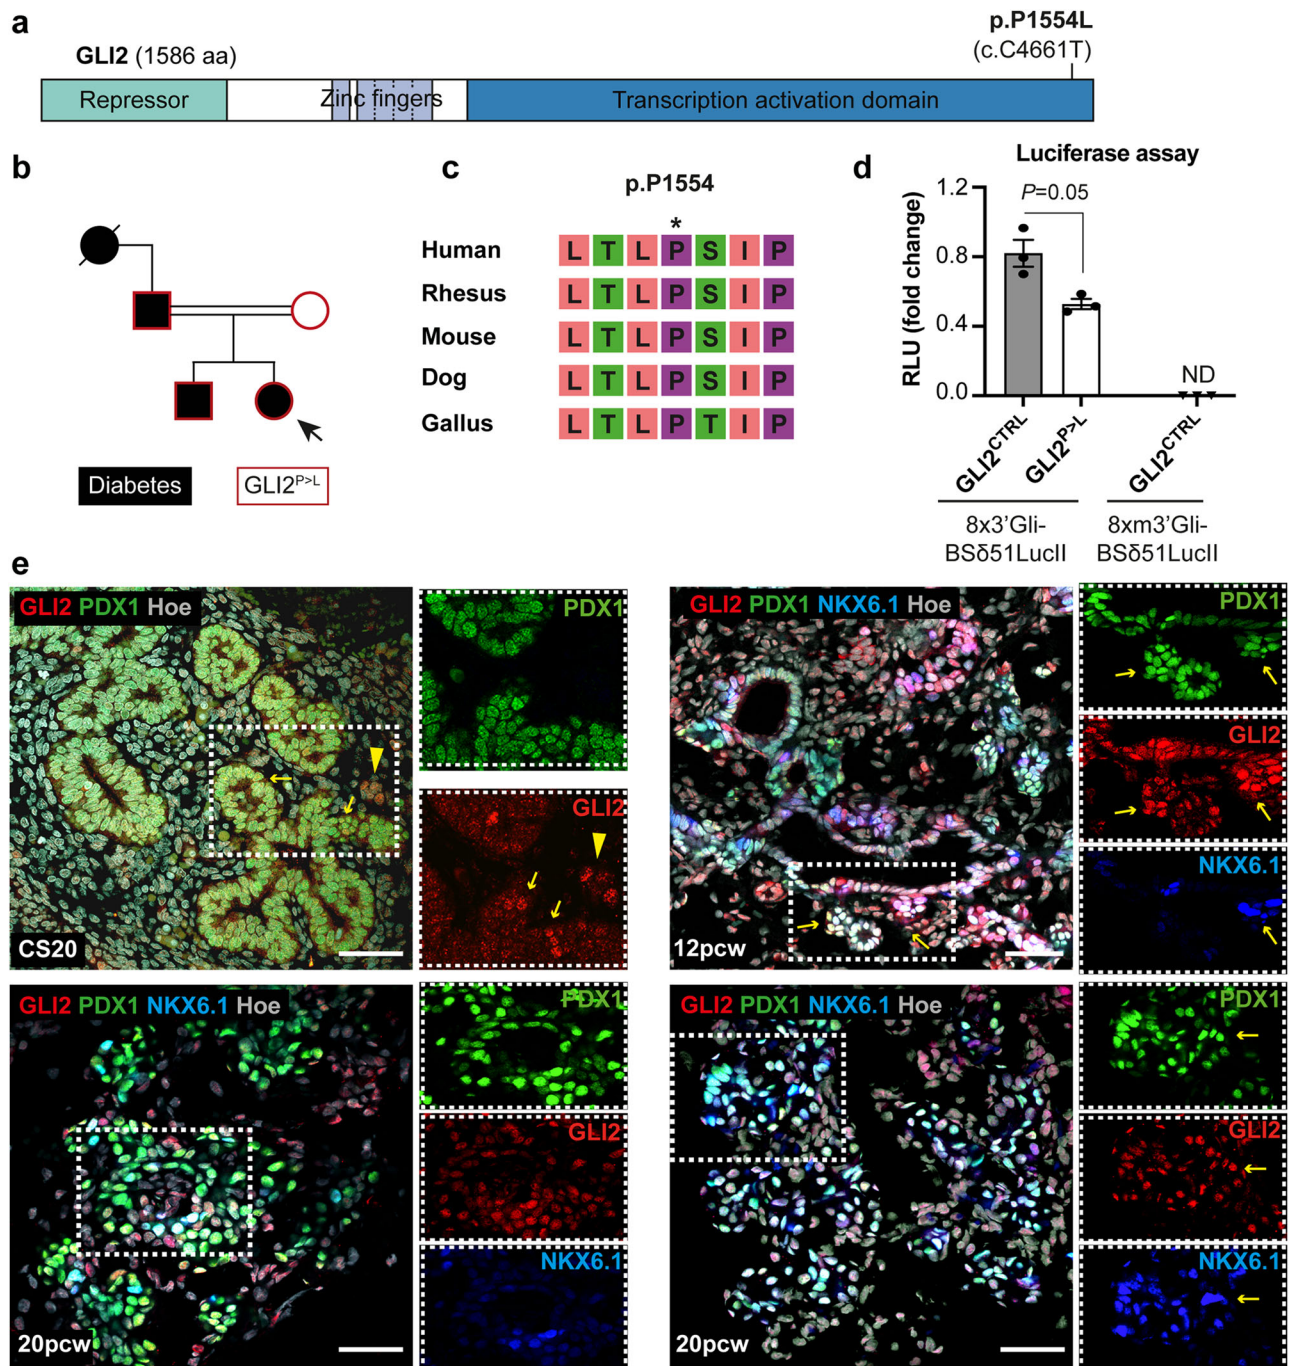 a
p.P1554L
(c.C4661T)
GLI2 (1586 aa)
Repressor
Zinc fingers
Transcription activation domain
b
Diabetes
GLI2P>L
c
p.P1554
*
Human
L T L P S I P
Rhesus
L T L P S I P
Mouse
L T L P S I P
Dog
L T L P S I P
Gallus
L T L P T I P
d
Luciferase assay
RLU (fold change)
1.2
0.8
0.4
0.0
P=0.05
ND
GLI2CTRL
GLI2P>L
GLI2CTRL
8x3’Gli-
BSδ51LucII
8xm3’Gli-
BSδ51LucII
e
GLI2 PDX1 Hoe
CS20
PDX1
GLI2
GLI2 PDX1 NKX6.1 Hoe
12pcw
PDX1
GLI2
NKX6.1
GLI2 PDX1 NKX6.1 Hoe
20pcw
PDX1
GLI2
NKX6.1
GLI2 PDX1 NKX6.1 Hoe
20pcw
PDX1
GLI2
NKX6.1